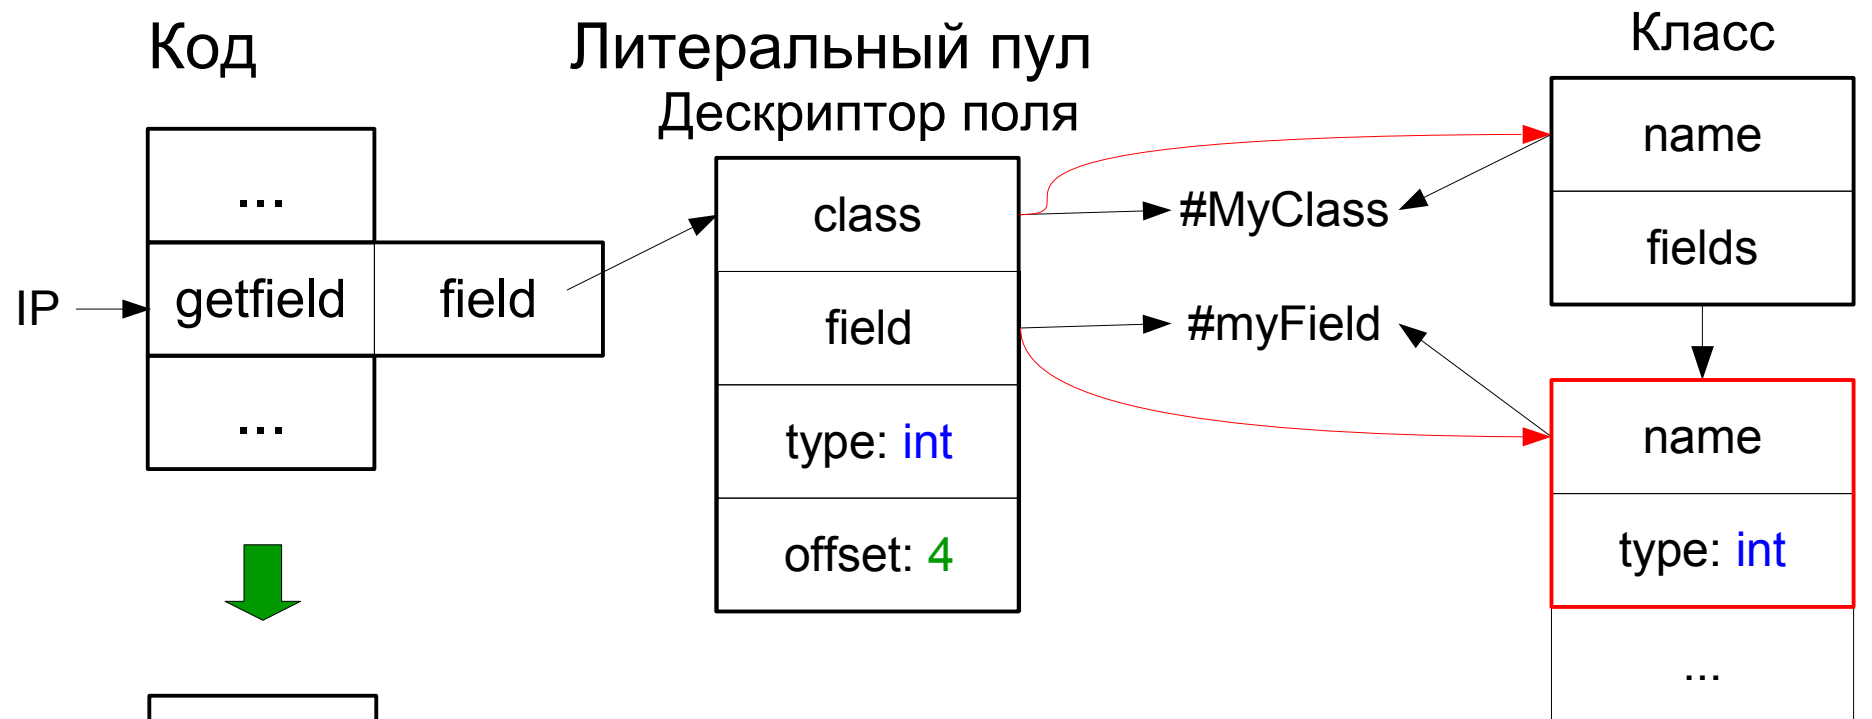 Код
...
IP
getfield
field
...
Литеральный пул
Дескриптор поля
class
field
type: int
offset: 4
#MyClass
#myField
Класс
name
fields
name
type: int
...